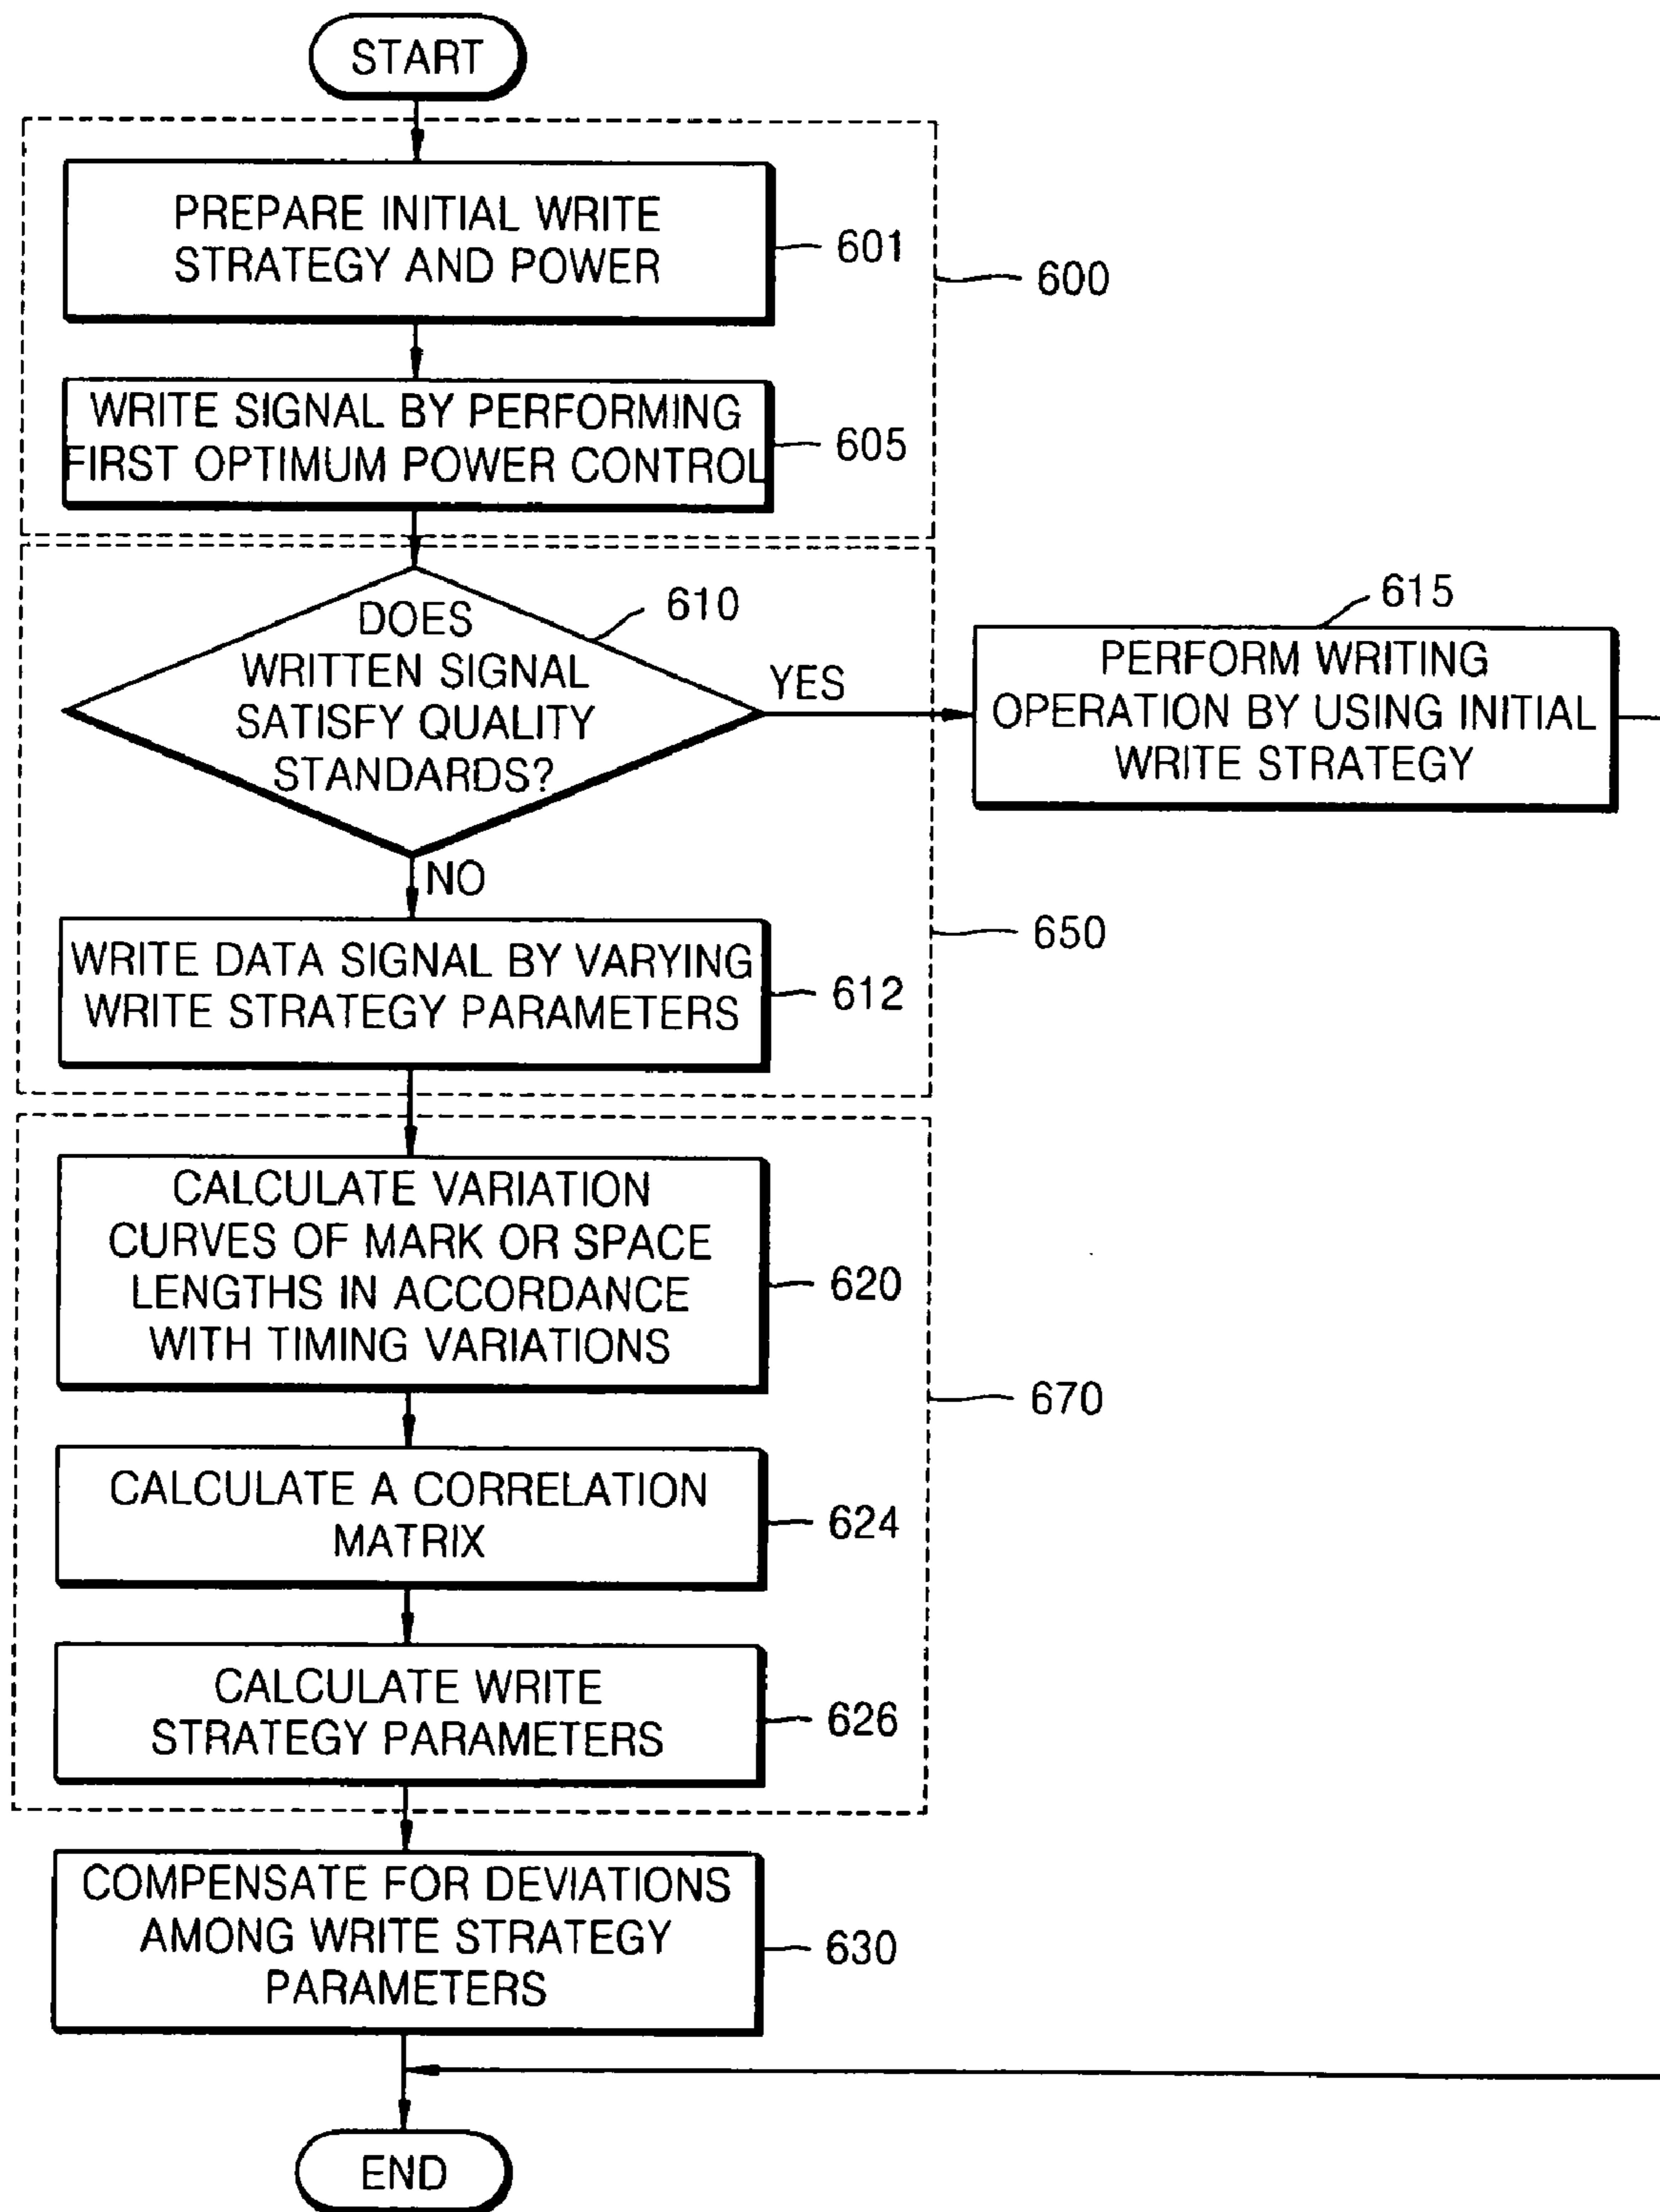 START
PREPARE INITIAL WRITE
STRATEGY AND POWER
601
600
WRITE SIGNAL BY PERFORMING
FIRST OPTIMUM POWER CONTROL
605
DOES
WRITTEN SIGNAL
SATISFY QUALITY
STANDARDS?
610
YES
615
PERFORM WRITING
OPERATION BY USING INITIAL
WRITE STRATEGY
NO
650
WRITE DATA SIGNAL BY VARYING
WRITE STRATEGY PARAMETERS
612
CALCULATE VARIATION
CURVES OF MARK OR SPACE
LENGTHS IN ACCORDANCE
WITH TIMING VARIATIONS
620
670
CALCULATE A CORRELATION
MATRIX
624
CALCULATE WRITE
STRATEGY PARAMETERS
626
COMPENSATE FOR DEVIATIONS
AMONG WRITE STRATEGY
PARAMETERS
630
END